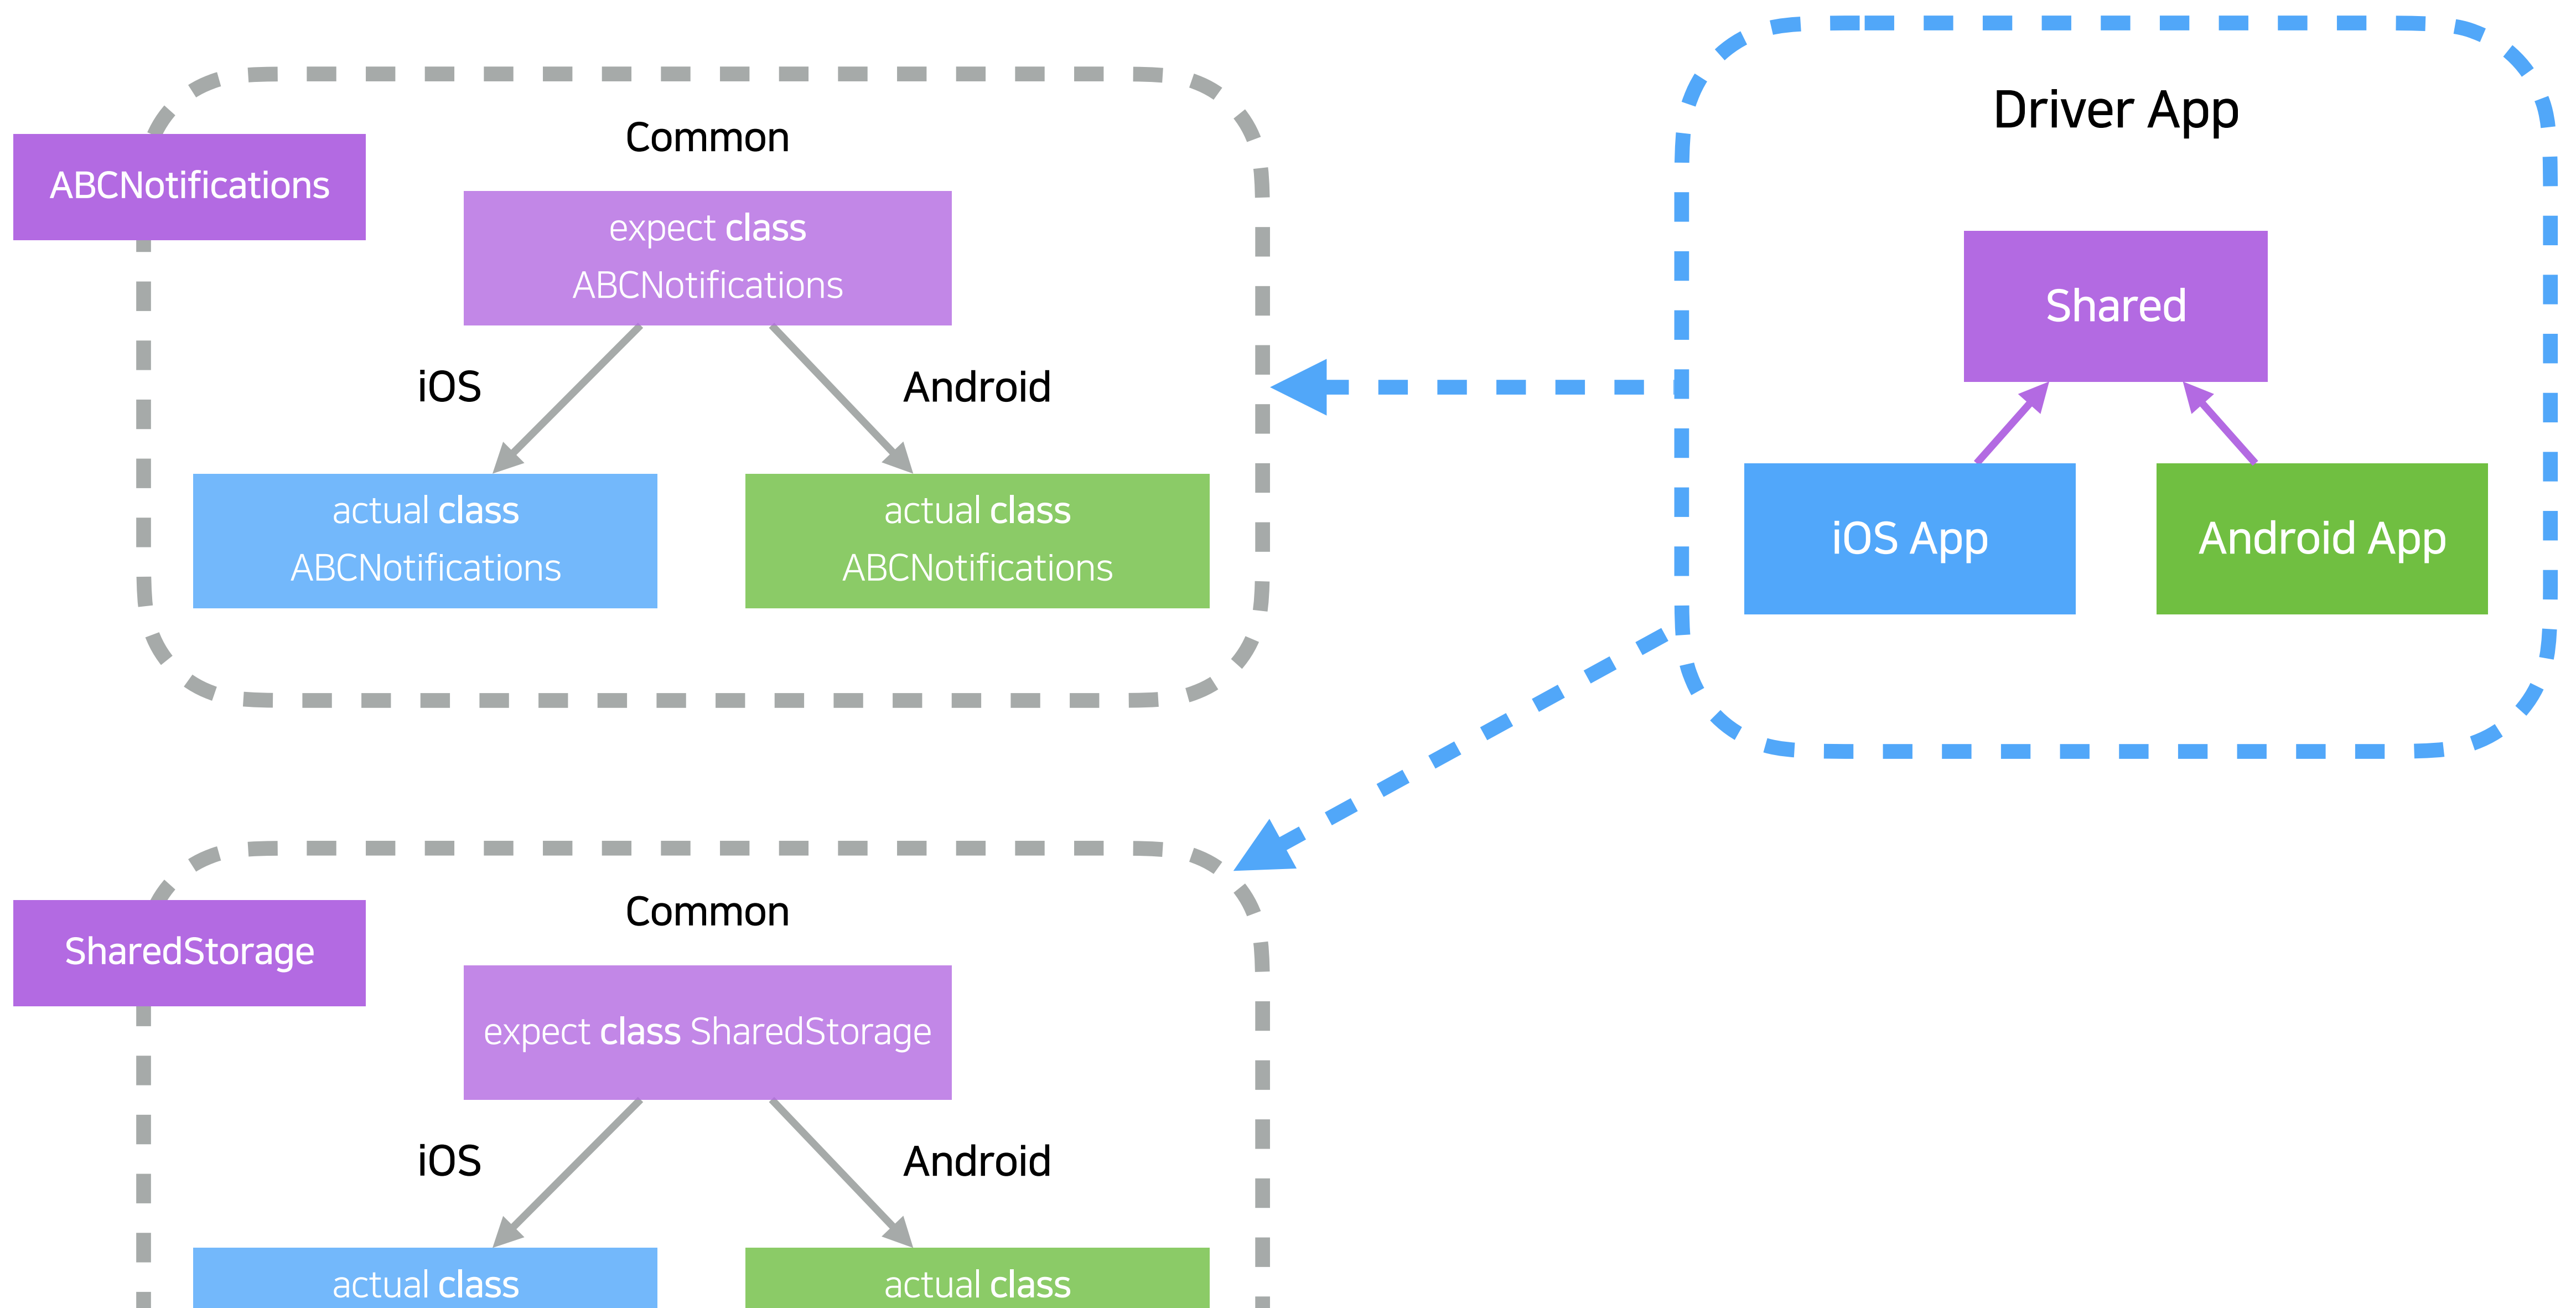 Driver App
Common
ABCNotifications
expect class
ABCNotifications
Shared
iOS
Android
actual class
ABCNotifications
actual class
ABCNotifications
iOS App
Android App
Common
SharedStorage
expect class SharedStorage
iOS
Android
actual class
actual class